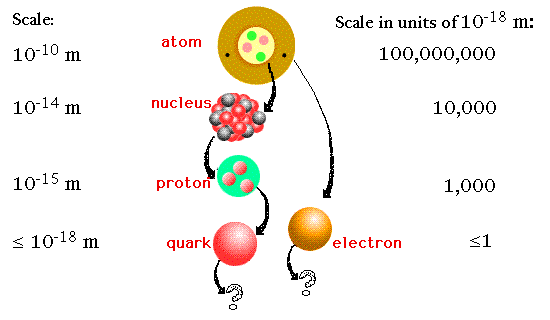 Scale:
Scale in units of 10⁻¹⁸ m:
atom
10⁻¹⁰ m
100,000,000
nucleus
10⁻¹⁴ m
10,000
10⁻¹⁵ m
proton
1,000
≤ 10⁻¹⁸ m
quark
electron
≤1
?
?